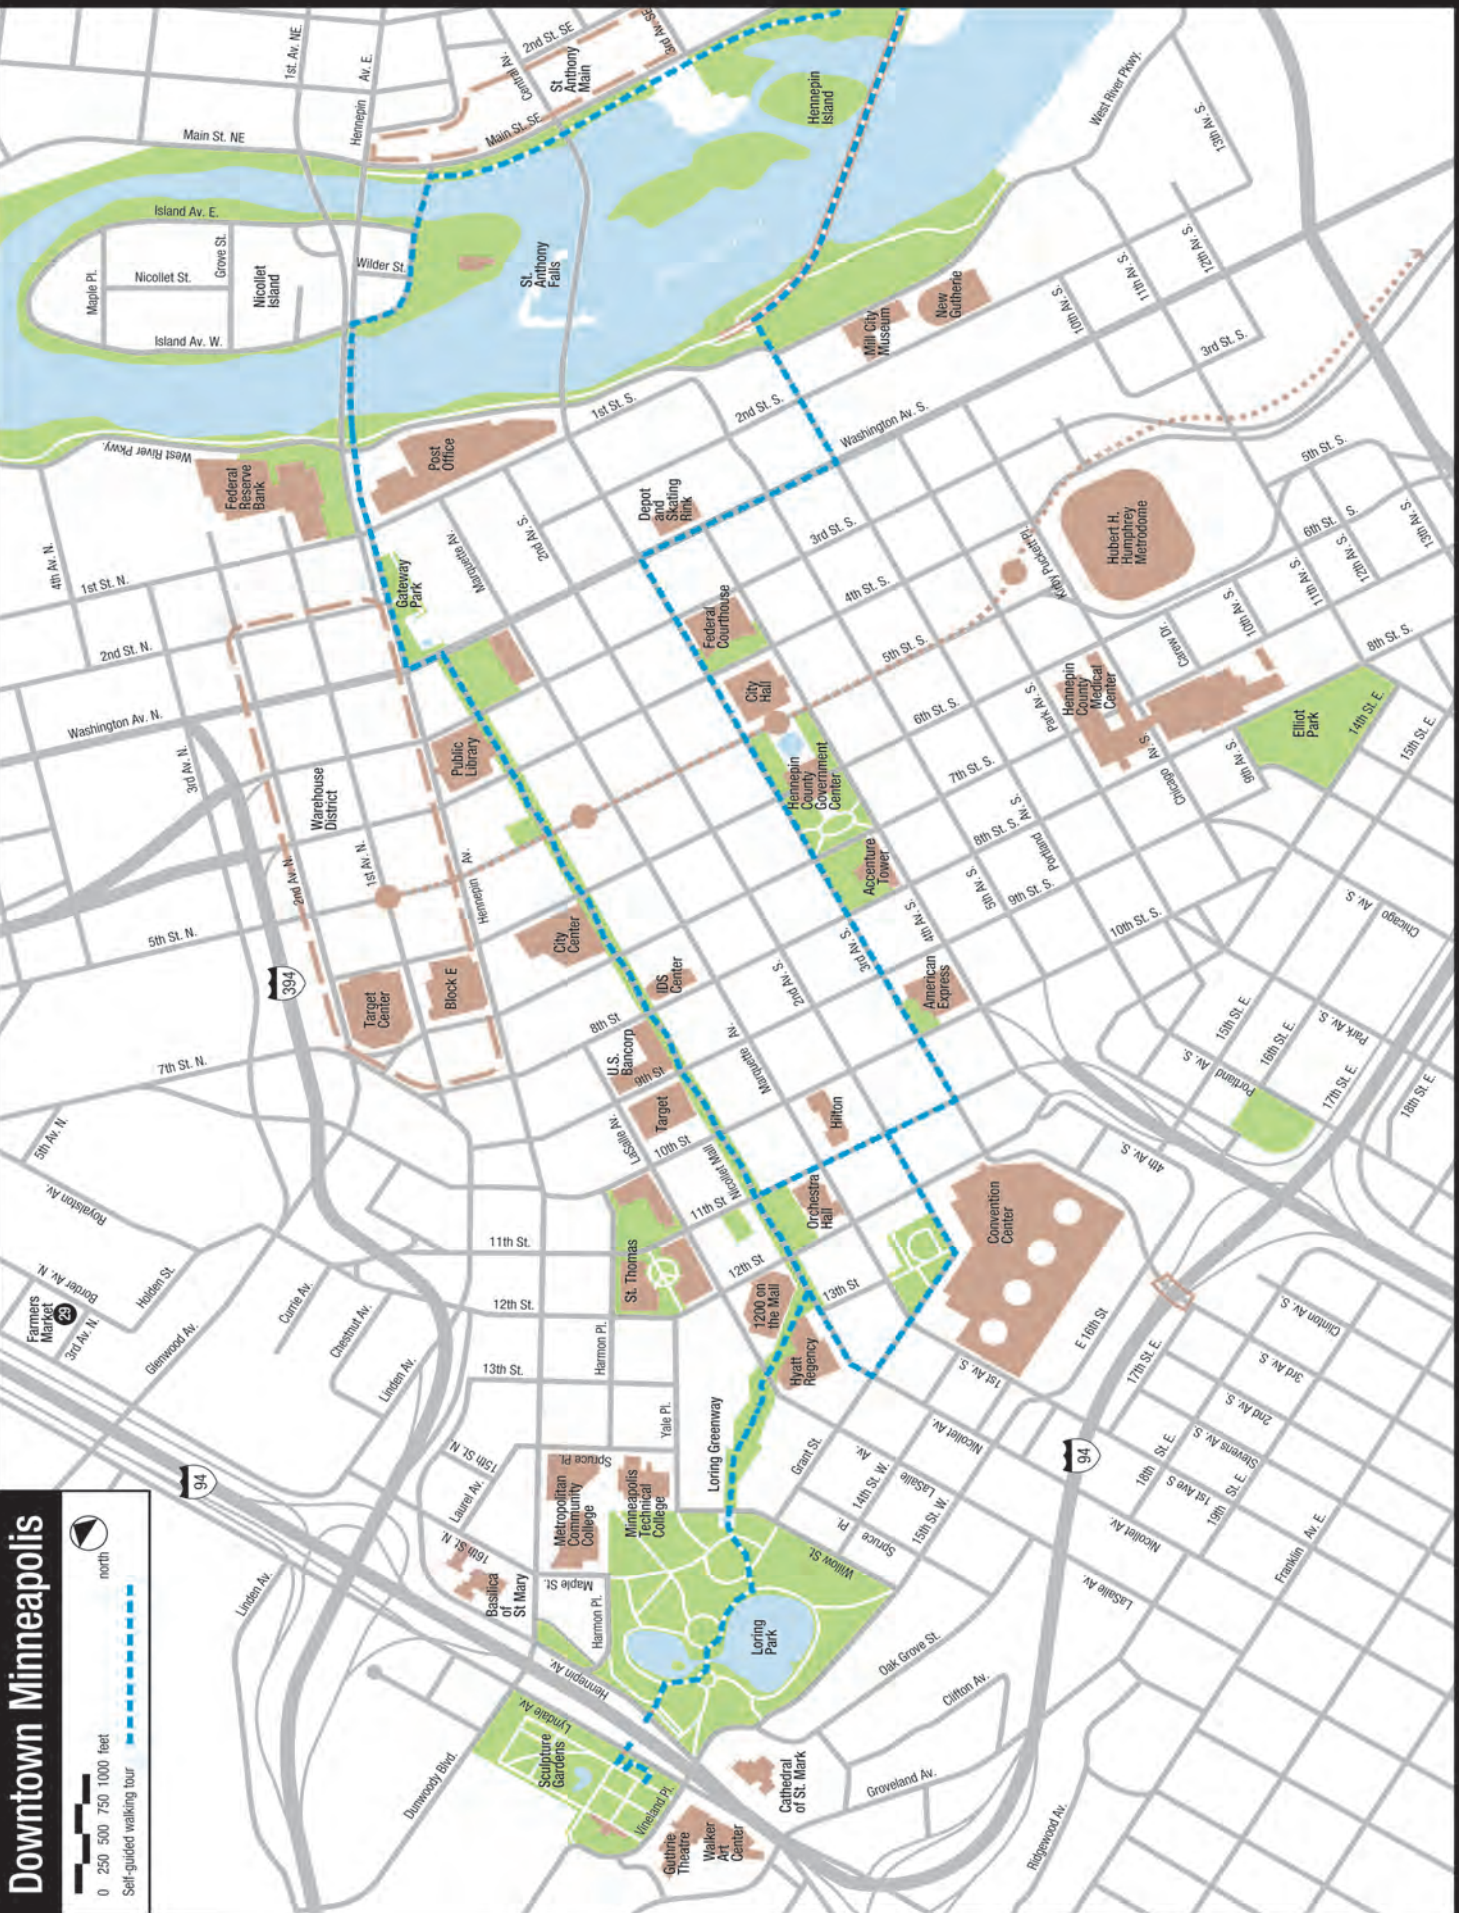 Downtown Minneapolis
0 250 500 750 1000 feet
north
Self-guided walking tour
1st. Av. NE
Hennepin Av. E.
Central Av.
2nd St. SE
3rd Av. SE
St
Anthony
Main
Main St. SE
Main St. NE
Hennepin
Island
West River Pkwy.
13th Av. S.
Island Av. E.
Maple Pl.
Nicollet St.
Grove St.
Nicollet
Island
Wilder St.
Island Av. W.
St.
Anthony
Falls
12th Av. S.
11th Av. S.
10th Av. S.
3rd St. S.
New
Gutherie
Mill City
Museum
1st St. S.
2nd St. S.
Washington Av. S.
West River Pkwy.
Federal
Reserve
Bank
Post
Office
Depot
and
Skating
Rink
3rd St. S.
4th St. S.
5th St. S.
Kirby Puckett Pl.
Hubert H.
Humphrey
Metrodome
5th St. S.
6th St. S.
13th Av. S.
12th Av. S.
11th Av. S.
10th Av. S.
8th St. S.
4th Av. N.
1st St. N.
2nd St. N.
Washington Av. N.
3rd Av. N.
Gateway
Park
Marquette Av.
2nd Av. S.
Federal
Courthouse
City
Hall
5th St. S.
6th St. S.
7th St. S.
8th St. S.
9th St. S.
10th St. S.
Park Av. S.
Hennepin
County
Medical
Center
Carew Dr.
Chicago Av. S.
9th Av. S.
Elliot
Park
14th St. E.
15th St. E.
Warehouse
District
Public
Library
Hennepin
County
Government
Center
Accenture
Tower
Portland Av. S.
5th Av. S.
4th Av. S.
3rd Av. S.
2nd Av. N.
1st Av. N.
Hennepin Av.
5th St. N.
394
Target
Center
Block E
City
Center
IDS
Center
8th St
U.S.
Bancorp
9th St
Target
10th St
LaSalle Av.
Nicollet Mall
11th St
Marquette Av.
2nd Av. S.
American
Express
Hilton
Chicago Av. S.
15th St. E.
16th St. E.
Park Av. S.
Portland Av. S.
17th St. E.
18th St. E.
4th Av. S.
7th St. N.
5th Av. N.
Royalston Av.
Border Av. N.
Farmers
Market
29
3rd Av. N.
Holden St.
Glenwood Av.
Currie Av.
Chestnut Av.
Linden Av.
11th St.
12th St.
13th St.
St. Thomas
Harmon Pl.
Yale Pl.
12th St
13th St
Orchestra
Hall
1200 on
the Mall
Hyatt
Regency
Convention
Center
1st Av. S.
E 16th St
17th St. E.
Clinton Av. S.
3rd Av. S.
2nd Av. S.
Stevens Av. S.
1st Ave S
18th St. E.
19th St. E.
Franklin Av. E.
94
94
Nicollet Av.
Nicollet Av.
LaSalle Av.
LaSalle Av.
Grant St.
14th St. W.
15th St. W.
Spruce Pl.
Willow St.
Loring Greenway
Loring
Park
15th St. N
Laurel Av.
16th St. N
Spruce Pl.
Metropolitan
Community
College
Minneapolis
Technical
College
Basilica
of
St Mary
Maple St.
Harmon Pl.
Hennepin Av.
Lyndale Av.
Linden Av.
Dunwoody Blvd.
Sculpture
Gardens
Vineland Pl.
Guthrie
Theatre
Walker
Art
Center
Cathedral
of St. Mark
Oak Grove St.
Clifton Av.
Groveland Av.
Ridgewood Av.